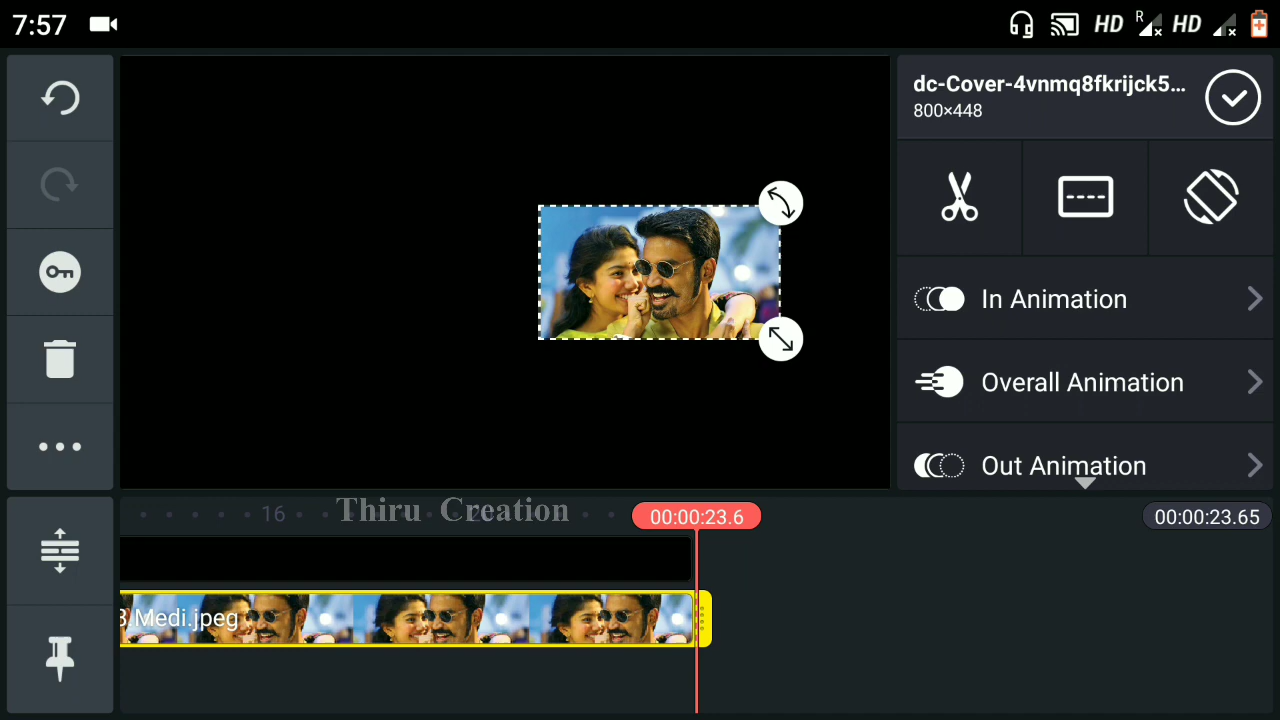 7:57
HD R HD
dc-Cover-4vnmq8fkrijck5...
800×448
In Animation
Overall Animation
Out Animation
16
Thiru Creation
00:00:23.6
00:00:23.65
Medi.jpeg